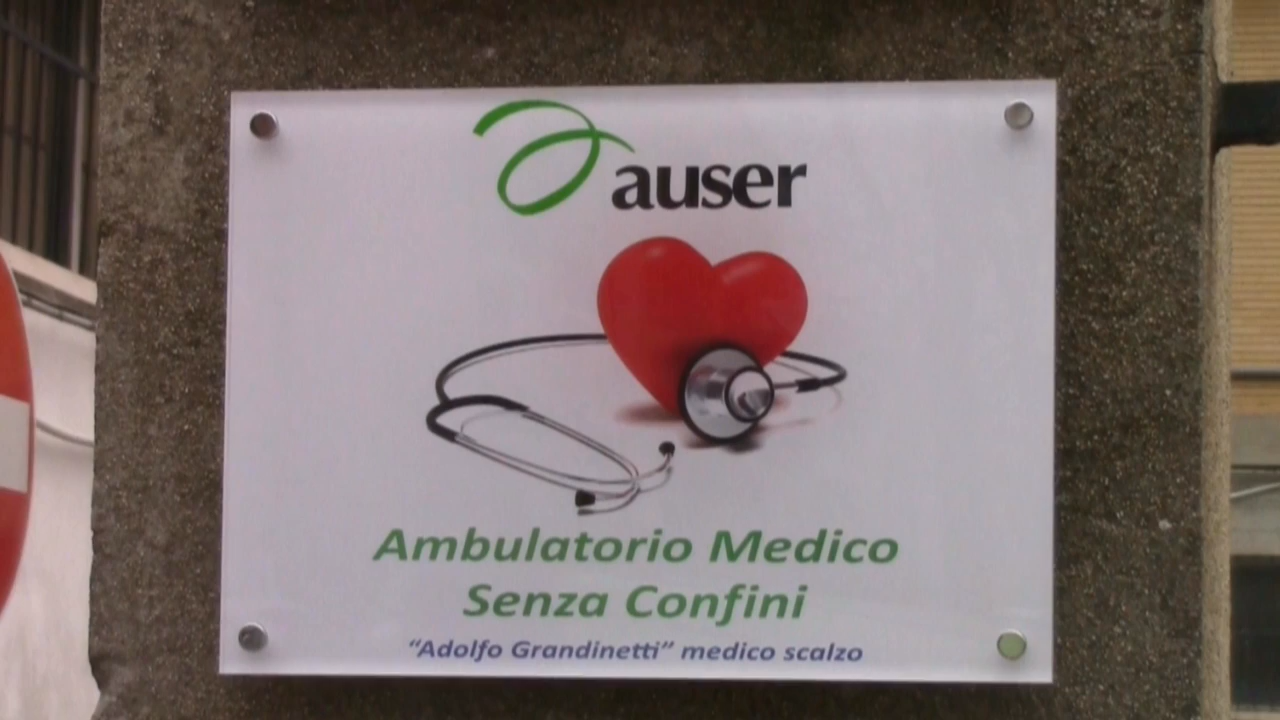 auser
Ambulatorio Medico
Senza Confini
“Adolfo Grandinetti” medico scalzo